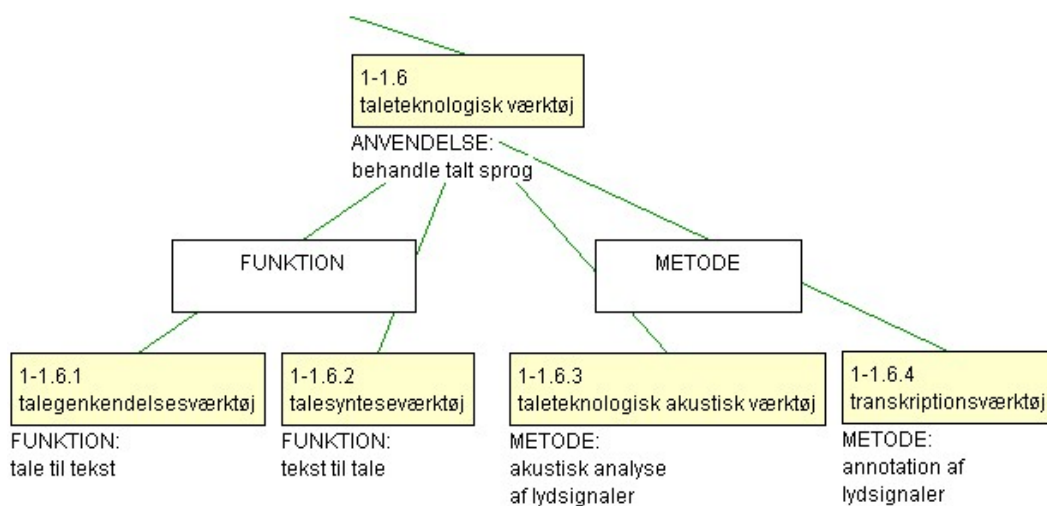 1-1.6
taleteknologisk værktøj
ANVENDELSE:
behandle talt sprog
FUNKTION
METODE
1-1.6.1
talegenkendelsesværktøj
FUNKTION:
tale til tekst
1-1.6.2
talesynteseværktøj
FUNKTION:
tekst til tale
1-1.6.3
taleteknologisk akustisk værktøj
METODE:
akustisk analyse
af lydsignaler
1-1.6.4
transkriptionsværktøj
METODE:
annotation af
lydsignaler